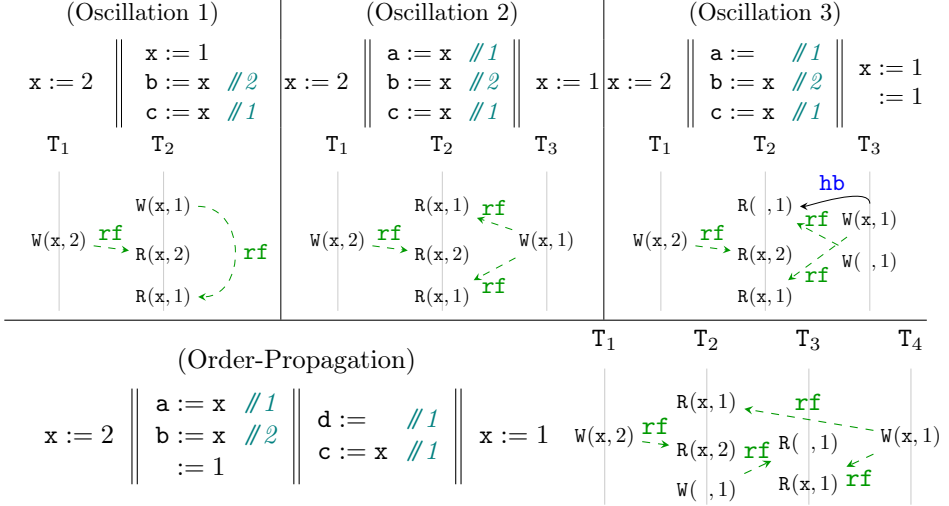 (Oscillation 1)
x := 2 ‖ x := 1
b := x //2
c := x //1
T1 T2
W(x, 1)
W(x, 2) rf R(x, 2) rf
R(x, 1)
(Oscillation 2)
x := 2 ‖ a := x //1
b := x //2 ‖ x := 1
c := x //1
T1 T2 T3
R(x, 1) rf
W(x, 2) rf R(x, 2) W(x, 1)
R(x, 1) rf
(Oscillation 3)
x := 2 ‖ a := //1
b := x //2 ‖ x := 1
c := x //1 := 1
T1 T2 T3
hb
R( , 1) rf W(x, 1)
W(x, 2) rf R(x, 2) W( , 1)
R(x, 1) rf
(Order-Propagation)
x := 2 ‖ a := x //1
b := x //2
:= 1
‖ d := //1
c := x //1
‖ x := 1
T1 T2 T3 T4
R(x, 1) rf
W(x, 2) rf R(x, 2) rf R( , 1) W(x, 1)
W( , 1) R(x, 1) rf